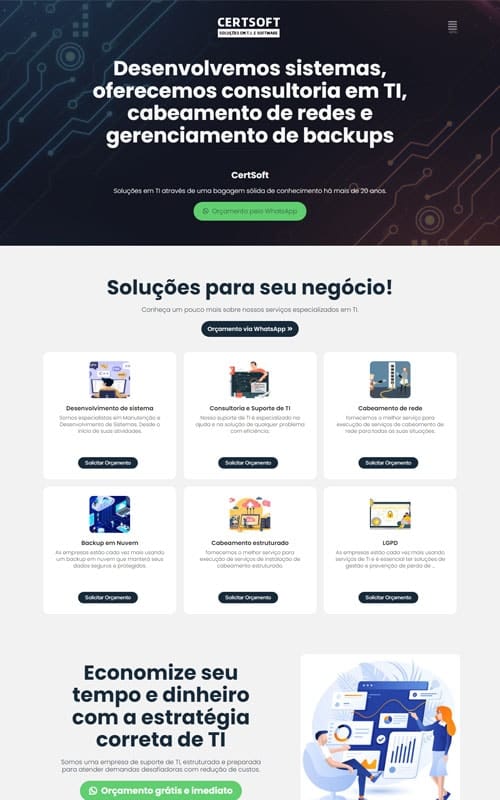 CERTSOFT
SOLUÇÕES EM T.I. E SOFTWARE
Desenvolvemos sistemas,
oferecemos consultoria em TI,
cabeamento de redes e
gerenciamento de backups
CertSoft
Soluções em TI através de uma bagagem sólida de conhecimento há mais de 20 anos.
Orçamento pelo WhatsApp
Soluções para seu negócio!
Conheça um pouco mais sobre nossos serviços especializados em TI.
Orçamento via WhatsApp »
Desenvolvimento de sistema
Somos especialistas em Manutenção e
Desenvolvimento de Sistemas. Desde o
início de suas atividades.
Solicitar Orçamento
Consultoria e Suporte de TI
Nosso suporte de TI é especializado na
ajuda e na solução de qualquer problema
com eficiência.
Solicitar Orçamento
Cabeamento de rede
fornecemos o melhor serviço para
execução de serviços de cabeamento de
rede para todas as suas situações.
Solicitar Orçamento
Backup em Nuvem
As empresas estão cada vez mais usando
um backup em nuvem que manterá seus
dados seguros e protegidos.
Solicitar Orçamento
Cabeamento estruturado
fornecemos o melhor serviço para
execução de serviços de instalação de
cabeamento estruturado.
Solicitar Orçamento
LGPD
As empresas estão cada vez mais usando
serviços de TI e é essencial ter soluções de
gestão e prevenção de perda de ...
Solicitar Orçamento
Economize seu
tempo e dinheiro
com a estratégia
correta de TI
Somos uma empresa de suporte de TI, estruturada e preparada
para atender demandas desafiadoras com redução de custos.
Orçamento grátis e imediato